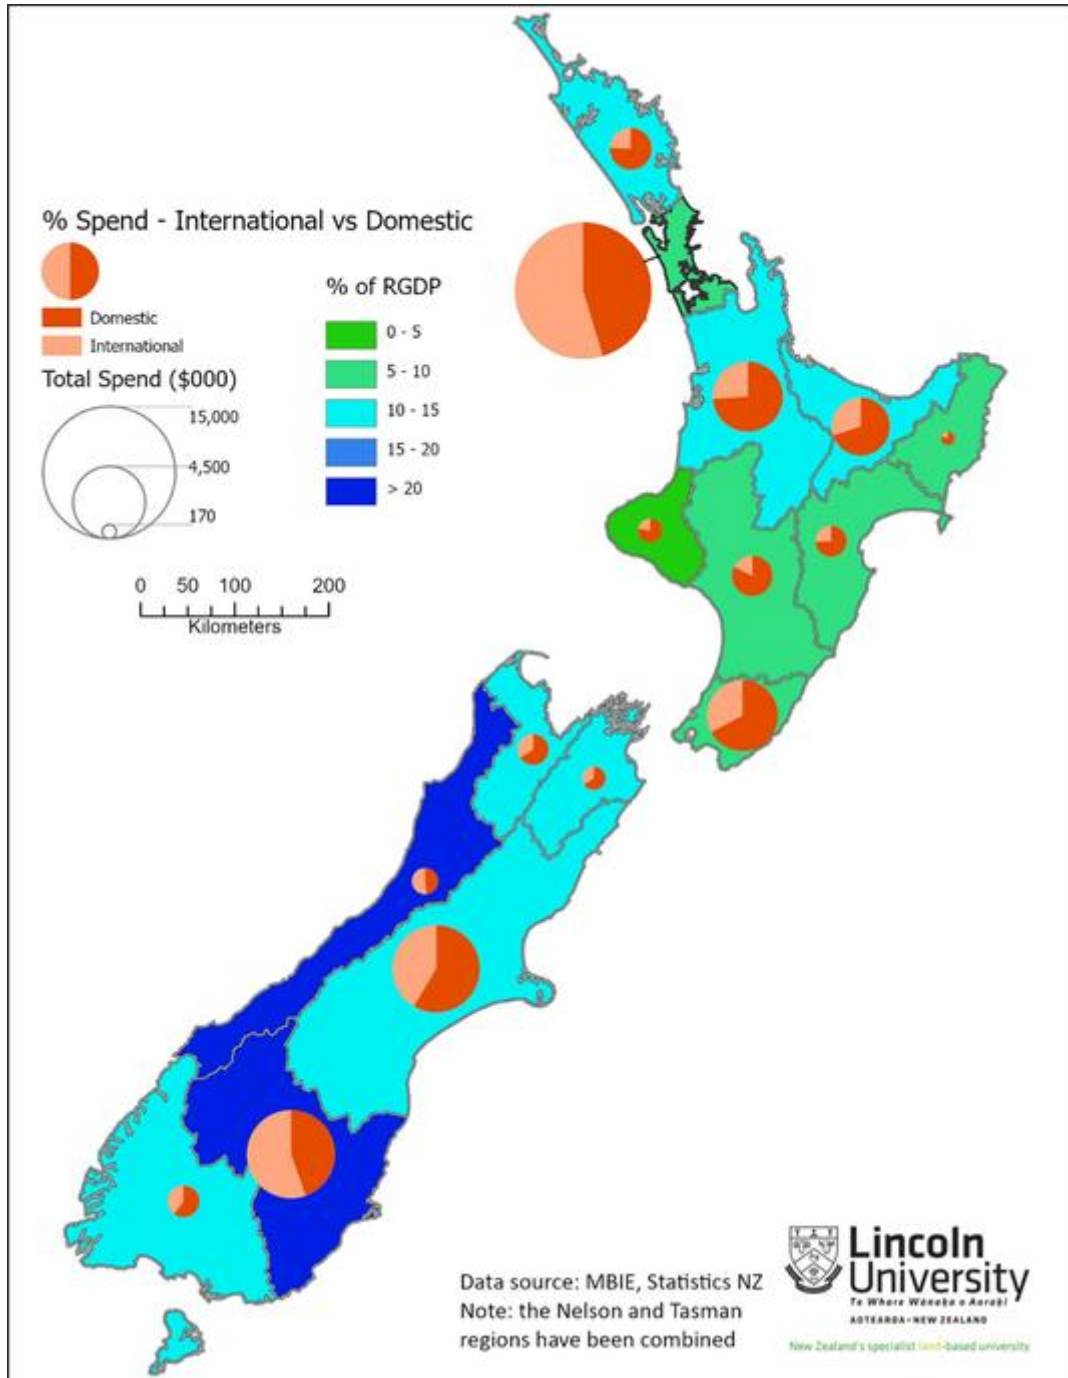 % Spend - International vs Domestic
Domestic
International
Total Spend ($000)
15,000
4,500
170
% of RGDP
0 - 5
5 - 10
10 - 15
15 - 20
> 20
0 50 100 200
Kilometers
Data source: MBIE, Statistics NZ
Note: the Nelson and Tasman
regions have been combined
Lincoln
University
Te Whare Wānaka o Aoraki
AOTEAROA • NEW ZEALAND
New Zealand's specialist land-based university